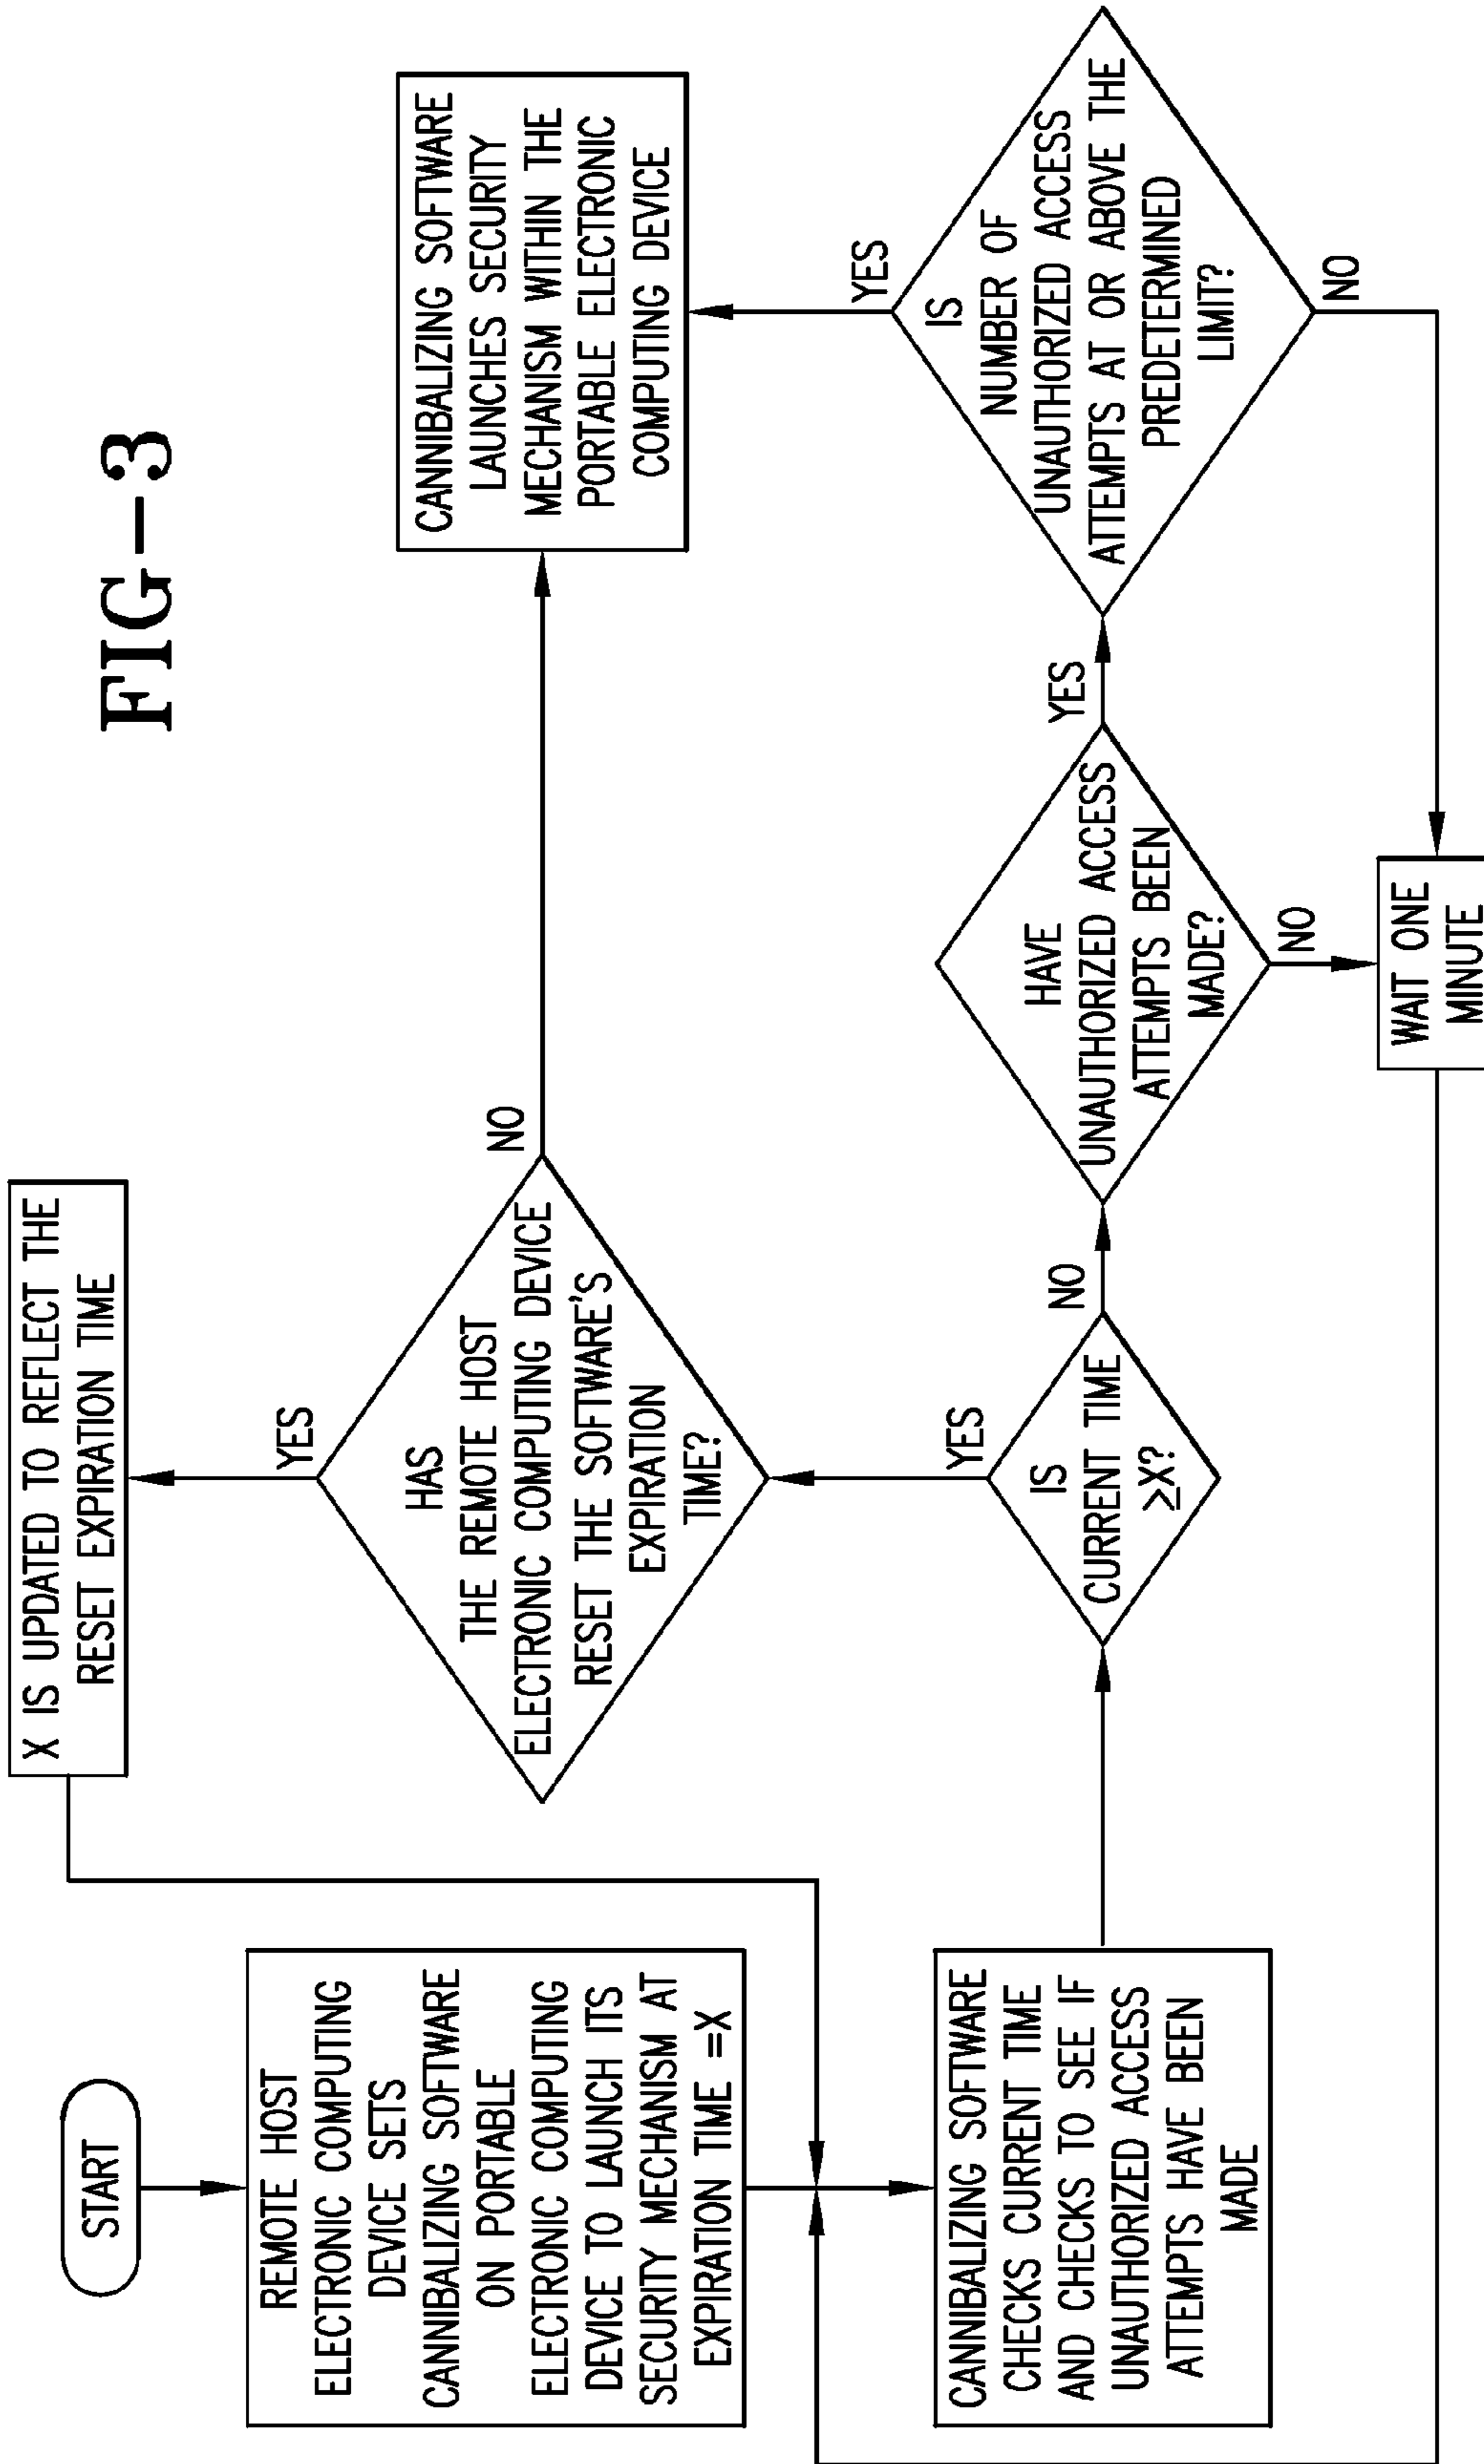 FIG-3
START
REMOTE HOST
ELECTRONIC COMPUTING
DEVICE SETS
CANNIBALIZING SOFTWARE
ON PORTABLE
ELECTRONIC COMPUTING
DEVICE TO LAUNCH ITS
SECURITY MECHANISM AT
EXPIRATION TIME =X
CANNIBALIZING SOFTWARE
CHECKS CURRENT TIME
AND CHECKS TO SEE IF
UNAUTHORIZED ACCESS
ATTEMPTS HAVE BEEN
MADE
X IS UPDATED TO REFLECT THE
RESET EXPIRATION TIME
YES
HAS
THE REMOTE HOST
ELECTRONIC COMPUTING DEVICE
RESET THE SOFTWARE'S
EXPIRATION
TIME?
NO
YES
IS
CURRENT TIME
≥X?
NO
HAVE
UNAUTHORIZED ACCESS
ATTEMPTS BEEN
MADE?
YES
NO
WAIT ONE
MINUTE
CANNIBALIZING SOFTWARE
LAUNCHES SECURITY
MECHANISM WITHIN THE
PORTABLE ELECTRONIC
COMPUTING DEVICE
YES
IS
NUMBER OF
UNAUTHORIZED ACCESS
ATTEMPTS AT OR ABOVE THE
PREDETERMINED
LIMIT?
NO